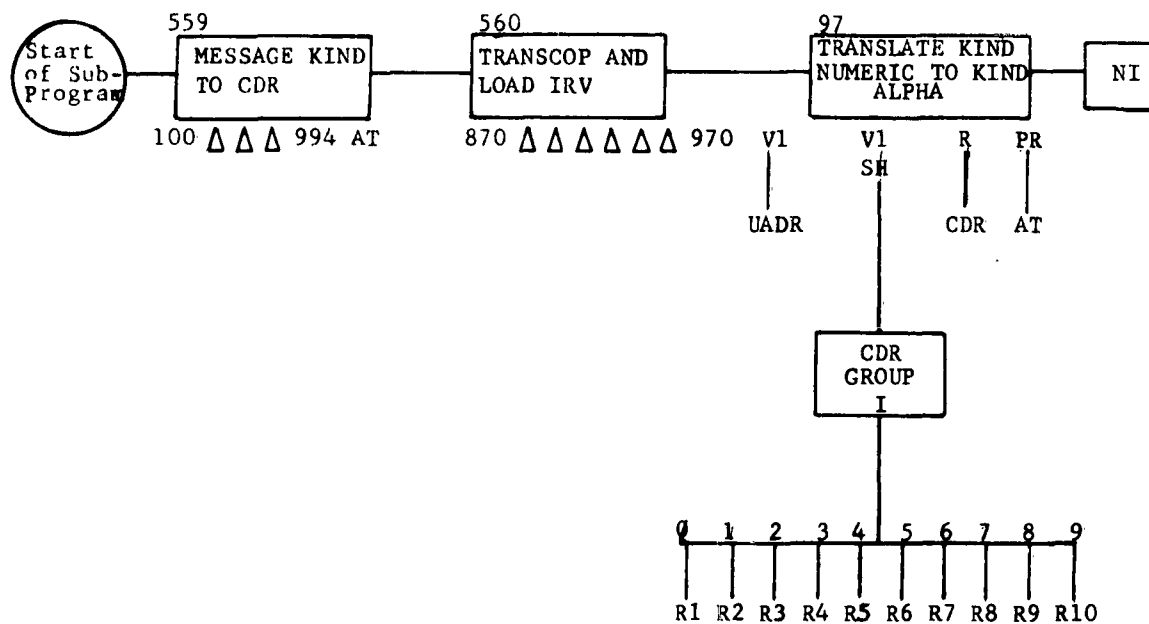 559
560
97
Start
of Sub-
Program
MESSAGE KIND
TO CDR
TRANSCOP AND
LOAD IRV
TRANSLATE KIND
NUMERIC TO KIND
ALPHA
NI
100 Δ Δ Δ 994 AT
870 Δ Δ Δ Δ Δ Δ 970
V1
V1
SH
R
PR
UADR
CDR
AT
CDR
GROUP
I
0 1 2 3 4 5 6 7 8 9
R1 R2 R3 R4 R5 R6 R7 R8 R9 R10